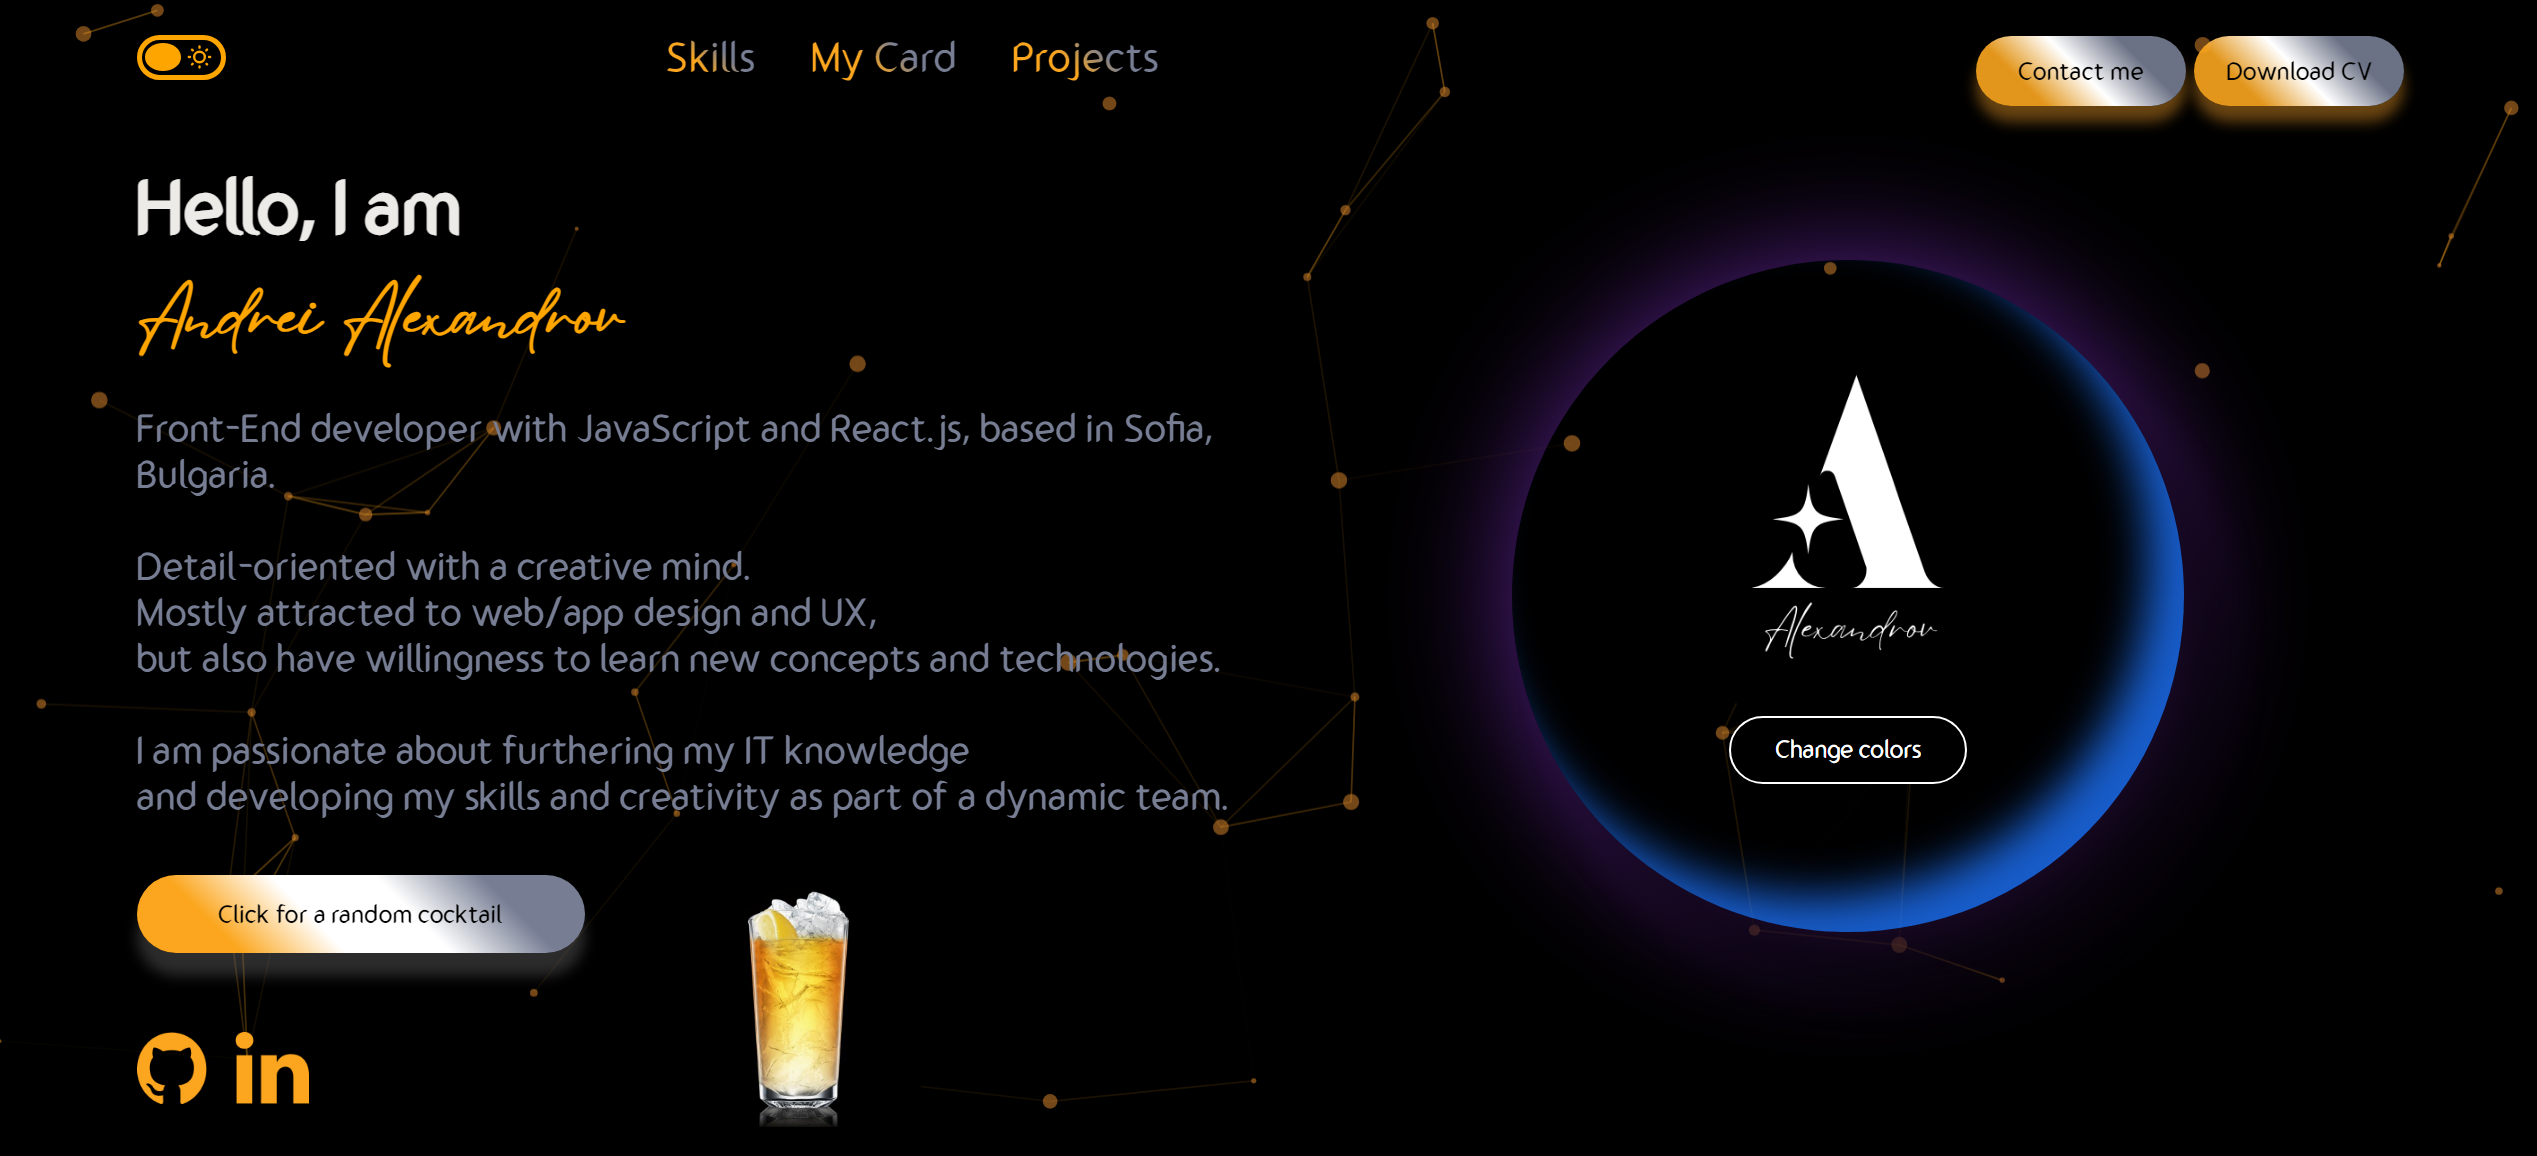 Skills
My Card
Projects
Contact me
Download CV
Hello, I am
Andrei Alexandrov
Front-End developer with JavaScript and React.js, based in Sofia,
Bulgaria.
Detail-oriented with a creative mind.
Mostly attracted to web/app design and UX,
but also have willingness to learn new concepts and technologies.
I am passionate about furthering my IT knowledge
and developing my skills and creativity as part of a dynamic team.
Click for a random cocktail
in
A
Alexandrov
Change colors